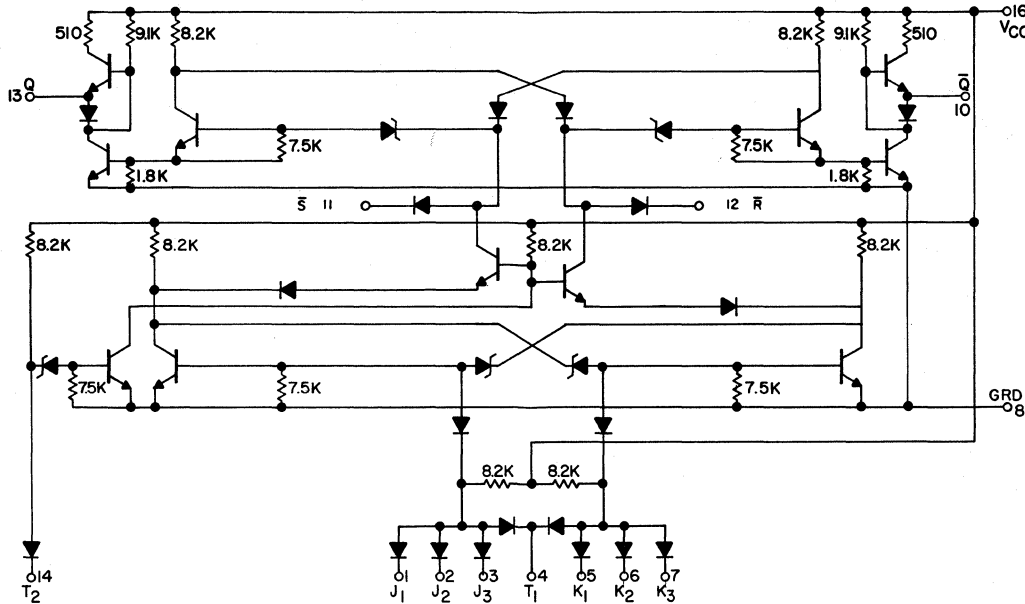 510 9.1K 8.2K 8.2K 9.1K 510 16
VCC
13 Q Q1
10
7.5K 7.5K
1.8K 1.8K
S̅ 11 12 R̅
8.2K 8.2K 8.2K 8.2K
7.5K 7.5K 7.5K
GRD
8
8.2K 8.2K
14 1 2 3 4 5 6 7
T2 J1 J2 J3 T1 K1 K2 K3